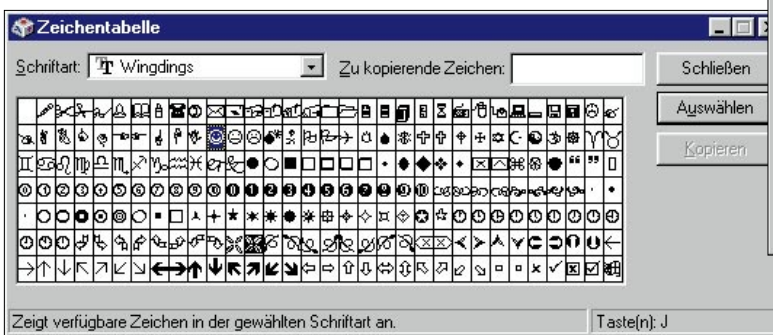 Zeichentabelle
Schriftart: Wingdings Zu kopierende Zeichen:
Schließen
Auswählen
Kopieren
Zeigt verfügbare Zeichen in der gewählten Schriftart an. Taste(n): J